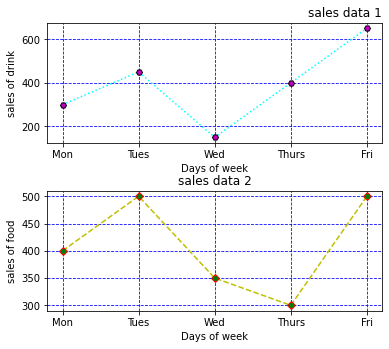 sales data 1
600
400
200
sales of drink
Mon Tues Wed Thurs Fri
Days of week
sales data 2
500
450
400
350
300
sales of food
Mon Tues Wed Thurs Fri
Days of week